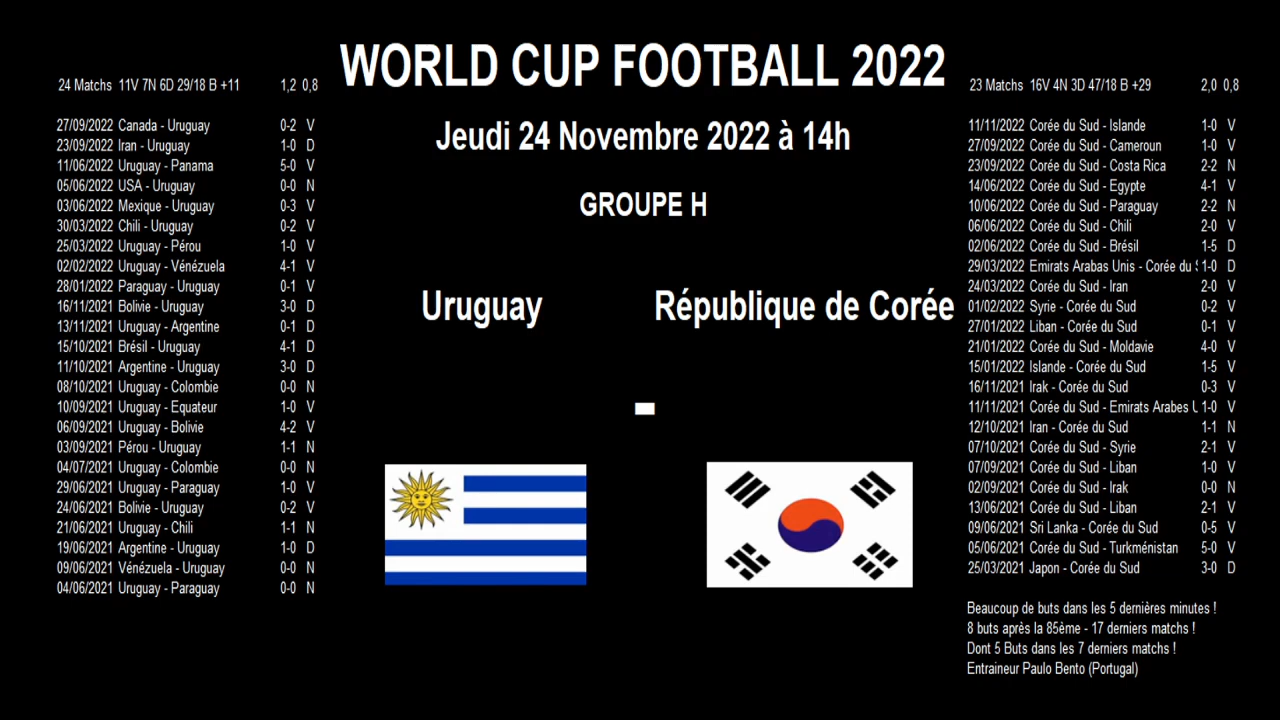 WORLD CUP FOOTBALL 2022
Jeudi 24 Novembre 2022 à 14h
GROUPE H
Uruguay
République de Corée
-
24 Matchs 11V 7N 6D 29/18 B +11 1,2 0,8
27/09/2022 Canada - Uruguay 0-2 V
23/09/2022 Iran - Uruguay 1-0 D
11/06/2022 Uruguay - Panama 5-0 V
05/06/2022 USA - Uruguay 0-0 N
03/06/2022 Mexique - Uruguay 0-3 V
30/03/2022 Chili - Uruguay 0-2 V
25/03/2022 Uruguay - Pérou 1-0 V
02/02/2022 Uruguay - Vénézuela 4-1 V
28/01/2022 Paraguay - Uruguay 0-1 V
16/11/2021 Bolivie - Uruguay 3-0 D
13/11/2021 Uruguay - Argentine 0-1 D
15/10/2021 Brésil - Uruguay 4-1 D
11/10/2021 Argentine - Uruguay 3-0 D
08/10/2021 Uruguay - Colombie 0-0 N
10/09/2021 Uruguay - Equateur 1-0 V
06/09/2021 Uruguay - Bolivie 4-2 V
03/09/2021 Pérou - Uruguay 1-1 N
04/07/2021 Uruguay - Colombie 0-0 N
29/06/2021 Uruguay - Paraguay 1-0 V
24/06/2021 Bolivie - Uruguay 0-2 V
21/06/2021 Uruguay - Chili 1-1 N
19/06/2021 Argentine - Uruguay 1-0 D
09/06/2021 Vénézuela - Uruguay 0-0 N
04/06/2021 Uruguay - Paraguay 0-0 N
23 Matchs 16V 4N 3D 47/18 B +29 2,0 0,8
11/11/2022 Corée du Sud - Islande 1-0 V
27/09/2022 Corée du Sud - Cameroun 1-0 V
23/09/2022 Corée du Sud - Costa Rica 2-2 N
14/06/2022 Corée du Sud - Egypte 4-1 V
10/06/2022 Corée du Sud - Paraguay 2-2 N
06/06/2022 Corée du Sud - Chili 2-0 V
02/06/2022 Corée du Sud - Brésil 1-5 D
29/03/2022 Emirats Arabas Unis - Corée du S 1-0 D
24/03/2022 Corée du Sud - Iran 2-0 V
01/02/2022 Syrie - Corée du Sud 0-2 V
27/01/2022 Liban - Corée du Sud 0-1 V
21/01/2022 Corée du Sud - Moldavie 4-0 V
15/01/2022 Islande - Corée du Sud 1-5 V
16/11/2021 Irak - Corée du Sud 0-3 V
11/11/2021 Corée du Sud - Emirats Arabes U 1-0 V
12/10/2021 Iran - Corée du Sud 1-1 N
07/10/2021 Corée du Sud - Syrie 2-1 V
07/09/2021 Corée du Sud - Liban 1-0 V
02/09/2021 Corée du Sud - Irak 0-0 N
13/06/2021 Corée du Sud - Liban 2-1 V
09/06/2021 Sri Lanka - Corée du Sud 0-5 V
05/06/2021 Corée du Sud - Turkménistan 5-0 V
25/03/2021 Japon - Corée du Sud 3-0 D
Beaucoup de buts dans les 5 dernières minutes !
8 buts après la 85ème - 17 derniers matchs !
Dont 5 Buts dans les 7 derniers matchs !
Entraineur Paulo Bento (Portugal)